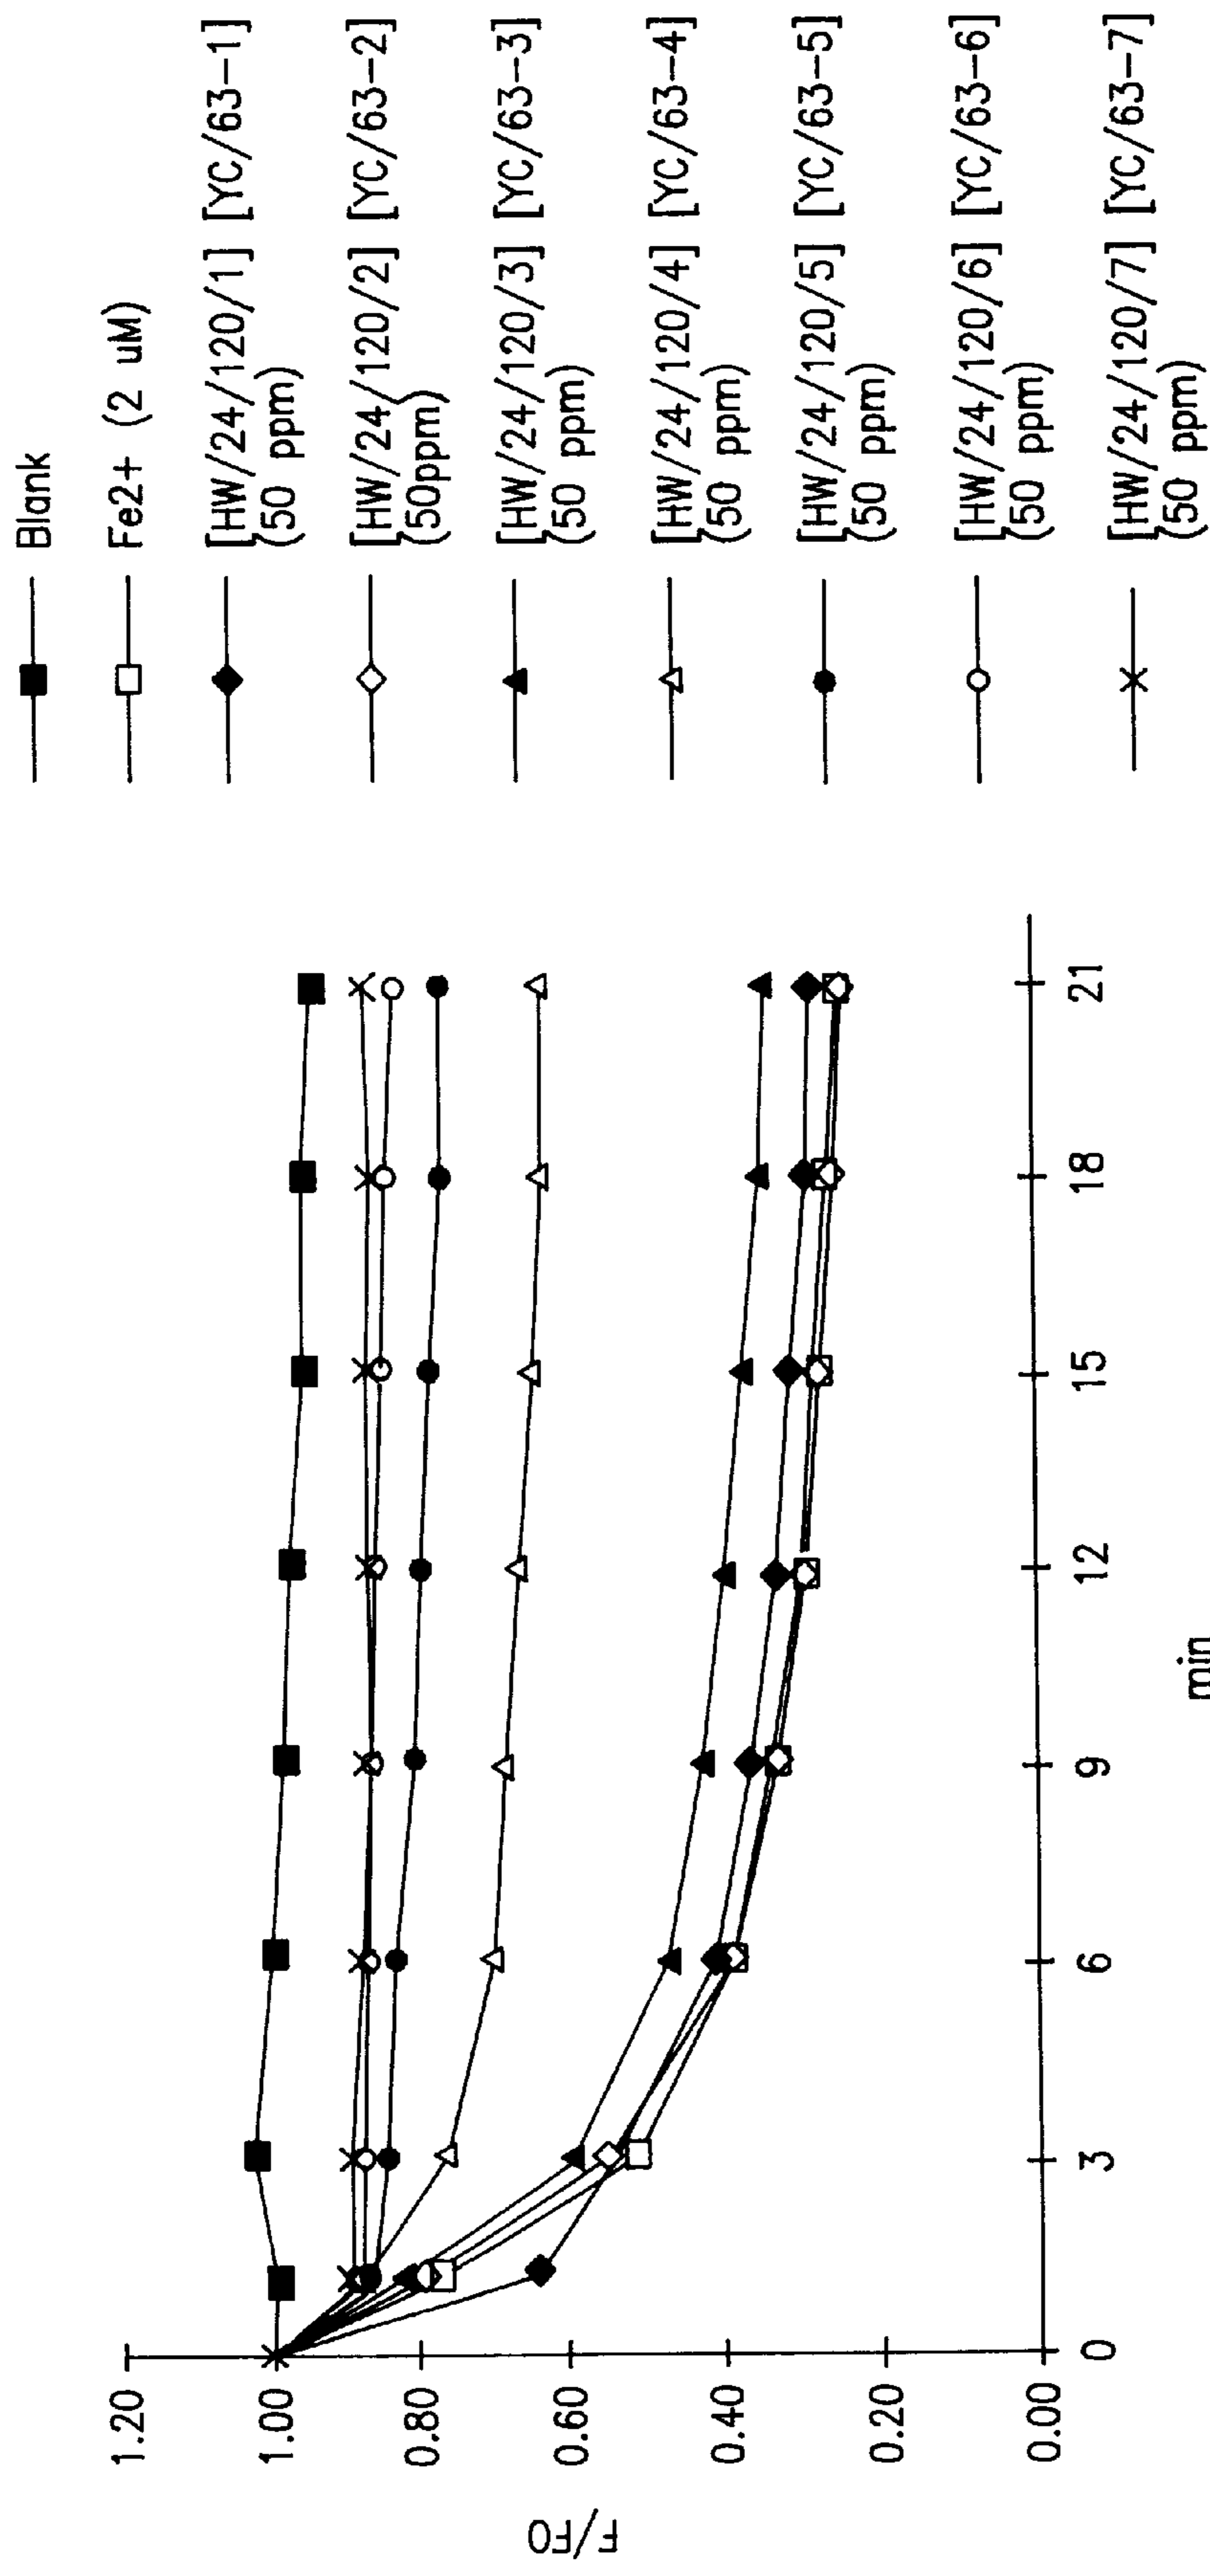 F/F0
1.20
1.00
0.80
0.60
0.40
0.20
0.00
0
3
6
9
12
15
18
21
min
Blank
Fe2+ (2 uM)
[HW/24/120/1] [YC/63-1]
(50 ppm)
[HW/24/120/2] [YC/63-2]
(50ppm)
[HW/24/120/3] [YC/63-3]
(50 ppm)
[HW/24/120/4] [YC/63-4]
(50 ppm)
[HW/24/120/5] [YC/63-5]
(50 ppm)
[HW/24/120/6] [YC/63-6]
(50 ppm)
[HW/24/120/7] [YC/63-7]
(50 ppm)